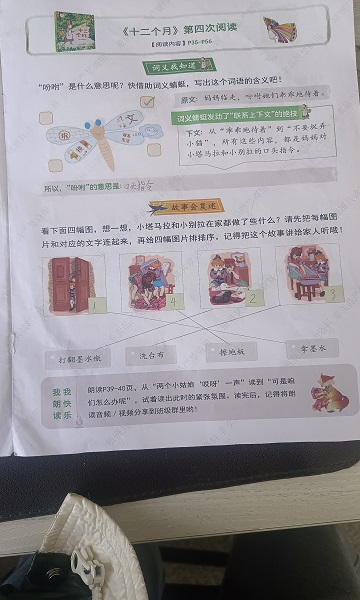 《十二个月》第四次阅读
【阅读内容】P35-P56
词义我知道
“吩咐”是什么意思呢？快借助词义蜻蜓，写出这个词语的含义吧！
原文：妈妈临走，吩咐她们乖乖地待着。
词义蜻蜓发动了“联系上下文”的绝技
文
下文：从“乖乖地待着”到“不要救弄
小猫”，所有这些内容，都是妈妈对
小塔马拉和小别拉的口头指令。
所以，“吩咐”的意思是：口头指令
故事会复述
看下面四幅图，想一想，小塔马拉和小别拉在家都做了些什么？请先把每幅图
片和对应的文字连起来，再给四幅图片排排序。记得把这个故事讲给家人听哦！
1
4
2
3
打翻墨水瓶
洗台布
擦地板
拿墨水
我我
朗快
读乐
朗读P39-40页，从“两个小姑娘‘哎呀’一声”读到“可是咱
们怎么办呢”，试着读出此时的紧张氛围。读完后，记得将朗
读音频/视频分享到班级群里哟！